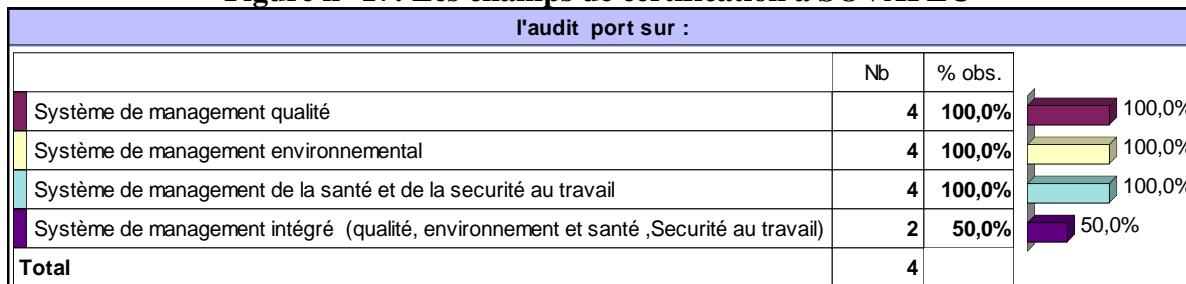 l'audit port sur :
Nb % obs.
Système de management qualité 4 100,0% 100,0%
Système de management environnemental 4 100,0% 100,0%
Système de management de la santé et de la securité au travail 4 100,0% 100,0%
Système de management intégré (qualité, environnement et santé ,Securité au travail) 2 50,0% 50,0%
Total 4